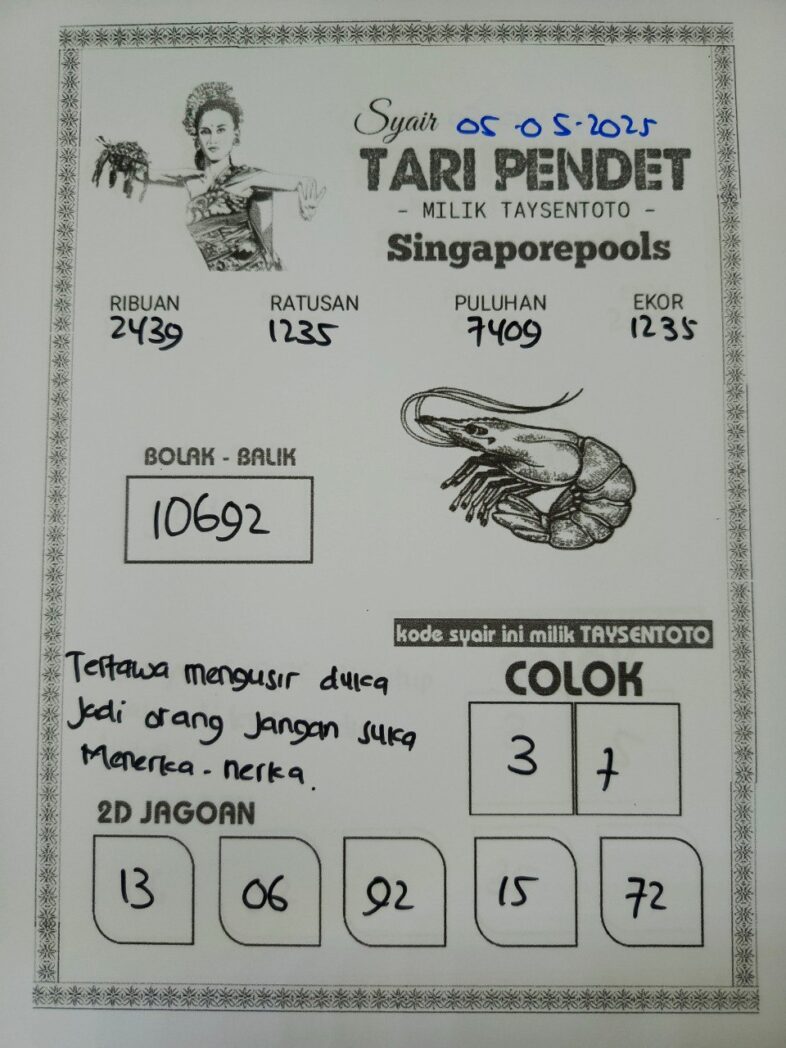 Syair 05-05-2025
TARI PENDET
- MILIK TAYSENTOTO -
Singaporepools
RIBUAN RATUSAN PULUHAN EKOR
2439 1235 7409 1235
BOLAK - BALIK
10692
kode syair ini milik TAYSENTOTO
Tertawa mengusir duka
Jadi orang jangan suka
Menerka - nerka.
COLOK
3 7
2D JAGOAN
13 06 92 15 72